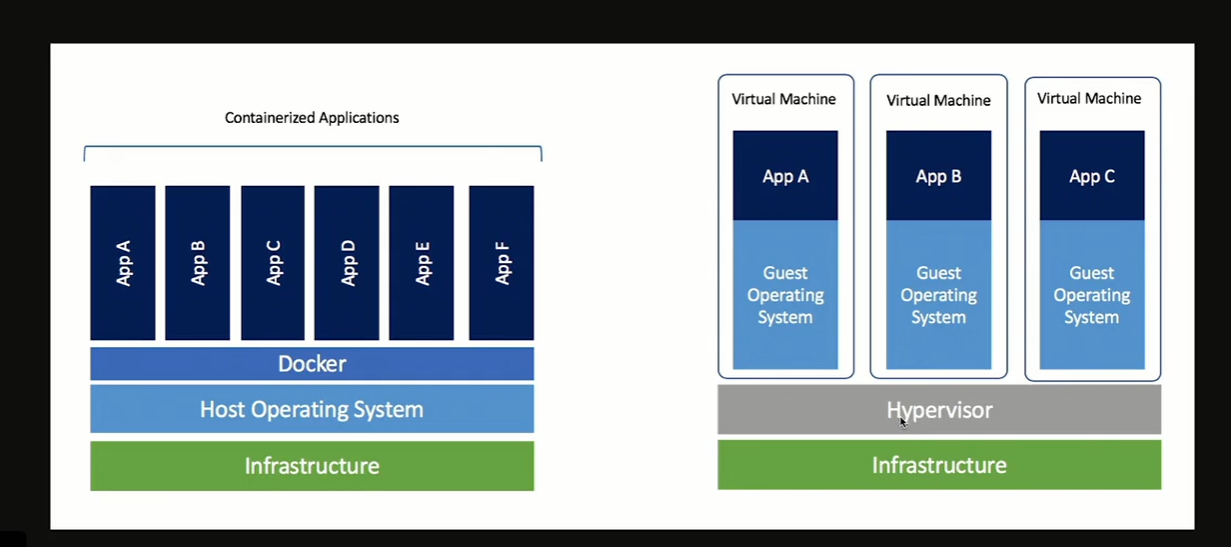 Containerized Applications
App A
App B
App C
App D
App E
App F
Docker
Host Operating System
Infrastructure
Virtual Machine
App A
Guest
Operating
System
Virtual Machine
App B
Guest
Operating
System
Virtual Machine
App C
Guest
Operating
System
Hypervisor
Infrastructure